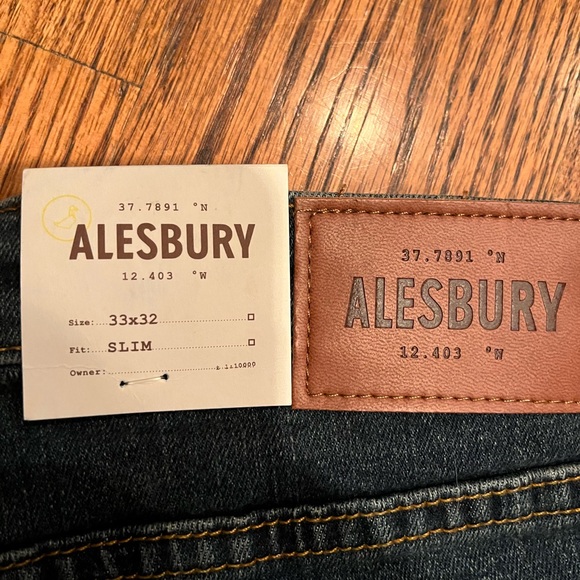 37.7891 °N
ALESBURY
12.403 °W
Size: 33x32
Fit: SLIM
Owner:
37.7891 °N
ALESBURY
12.403 °W